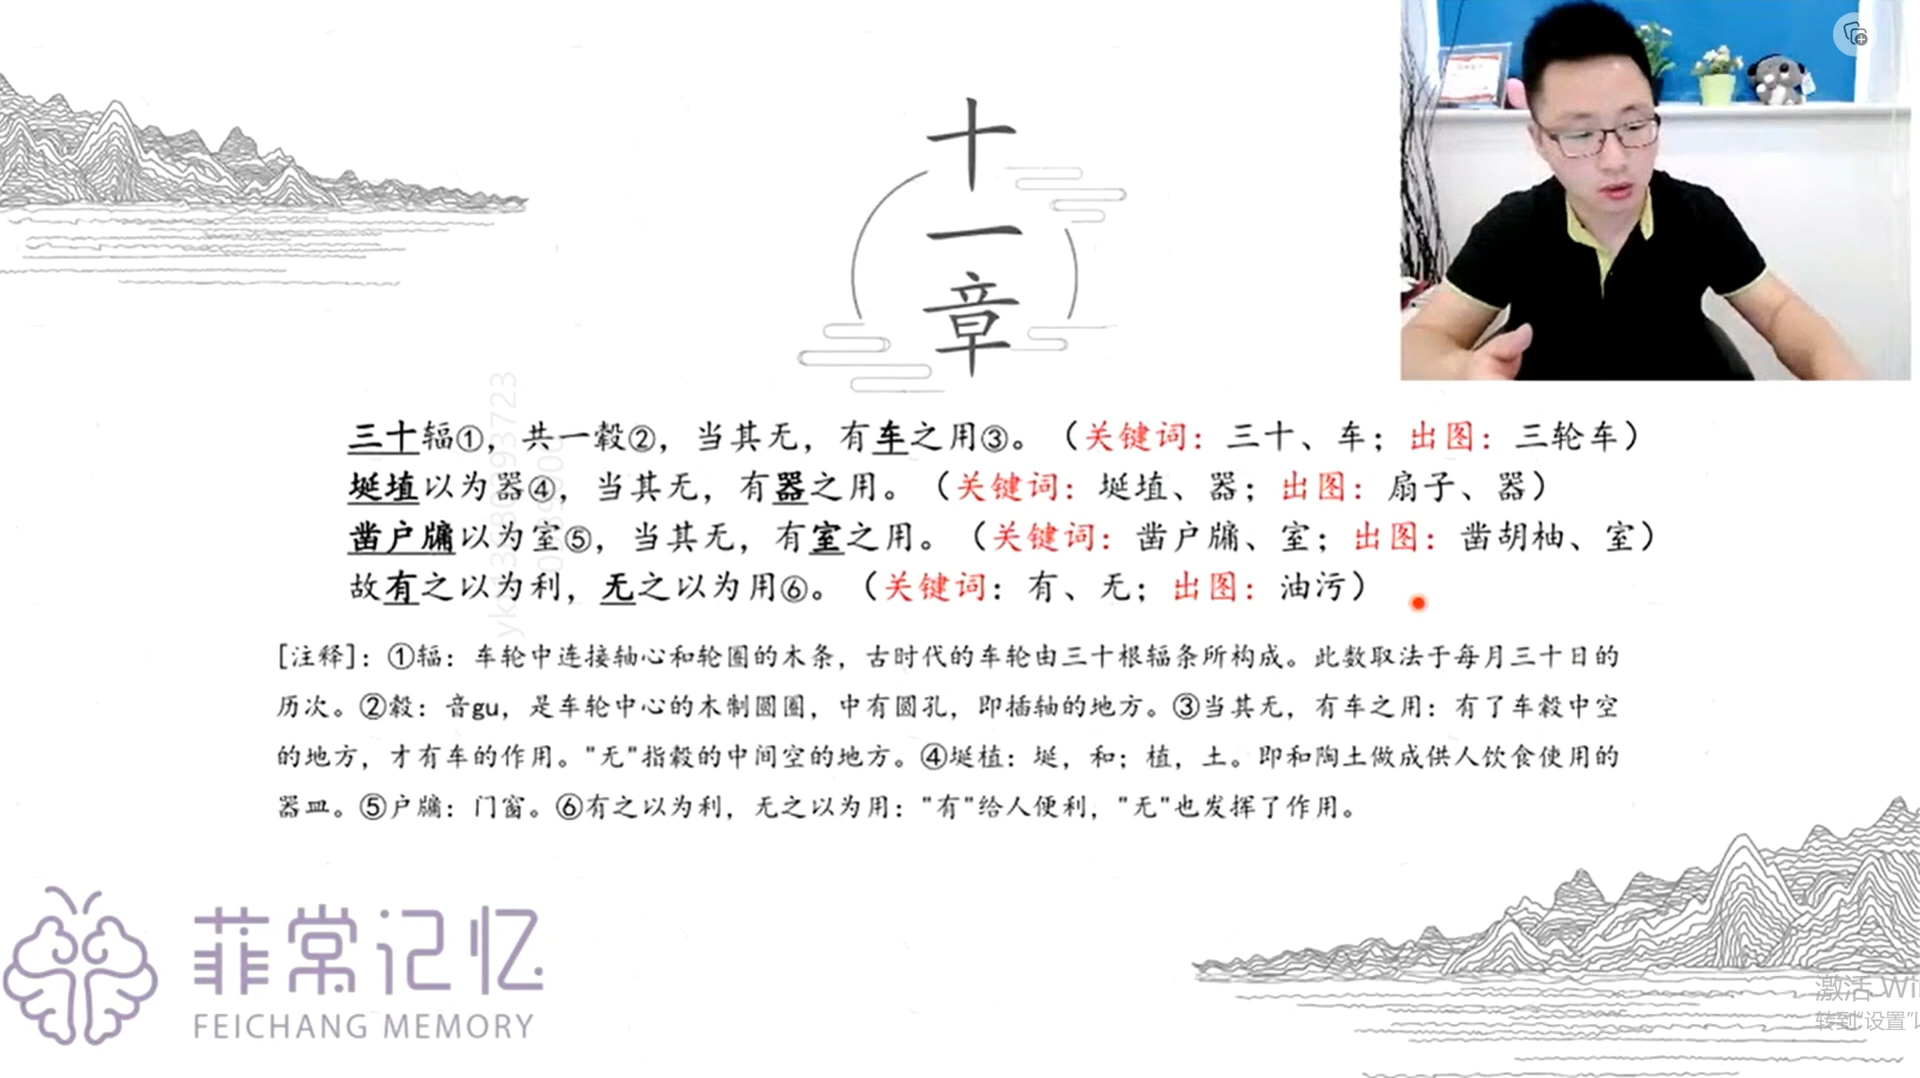 十一章
三十辐①，共一毂②，当其无，有车之用③。（关键词：三十、车；出图：三轮车）
埏埴以为器④，当其无，有器之用。（关键词：埏埴、器；出图：扇子、器）
凿户牖以为室⑤，当其无，有室之用。（关键词：凿户牖、室；出图：凿胡柚、室）
故有之以为利，无之以为用⑥。（关键词：有、无；出图：油污）
[注释]：①辐：车轮中连接轴心和轮圈的木条，古时代的车轮由三十根辐条所构成。此数取法于每月三十日的
历次。②毂：音gu，是车轮中心的木制圆圈，中有圆孔，即插轴的地方。③当其无，有车之用：有了车毂中空
的地方，才有车的作用。"无"指毂的中间空的地方。④埏植：埏，和；植，土。即和陶土做成供人饮食使用的
器皿。⑤户牖：门窗。⑥有之以为利，无之以为用："有"给人便利，"无"也发挥了作用。
菲常记忆
FEICHANG MEMORY
激活 Wi
转到"设置"